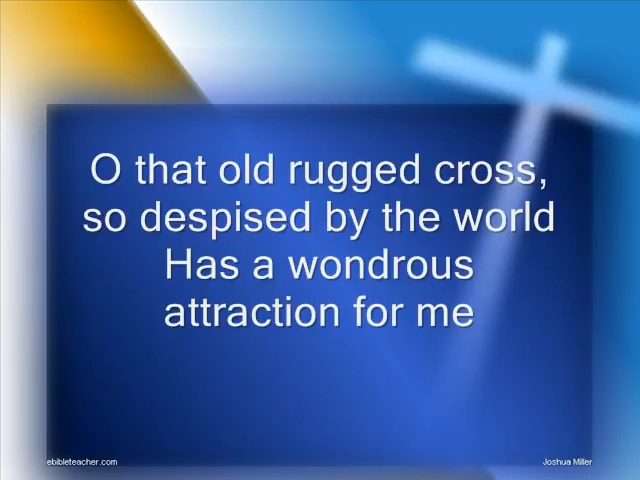 O that old rugged cross,
so despised by the world
Has a wondrous
attraction for me
ebibleteacher.com
Joshua Miller